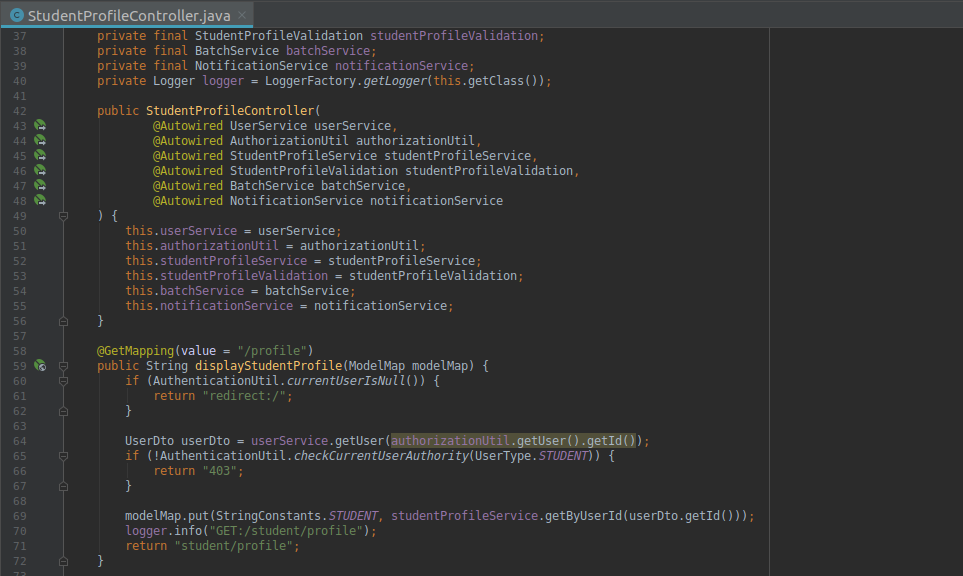 StudentProfileController.java
37 private final StudentProfileValidation studentProfileValidation;
38 private final BatchService batchService;
39 private final NotificationService notificationService;
40 private Logger logger = LoggerFactory.getLogger(this.getClass());
41
42 public StudentProfileController(
43 @Autowired UserService userService,
44 @Autowired AuthorizationUtil authorizationUtil,
45 @Autowired StudentProfileService studentProfileService,
46 @Autowired StudentProfileValidation studentProfileValidation,
47 @Autowired BatchService batchService,
48 @Autowired NotificationService notificationService
49 ) {
50 this.userService = userService;
51 this.authorizationUtil = authorizationUtil;
52 this.studentProfileService = studentProfileService;
53 this.studentProfileValidation = studentProfileValidation;
54 this.batchService = batchService;
55 this.notificationService = notificationService;
56 }
57
58 @GetMapping(value = "/profile")
59 public String displayStudentProfile(ModelMap modelMap) {
60 if (AuthenticationUtil.currentUserIsNull()) {
61 return "redirect:/";
62 }
63
64 UserDto userDto = userService.getUser(authorizationUtil.getUser().getId());
65 if (!AuthenticationUtil.checkCurrentUserAuthority(UserType.STUDENT)) {
66 return "403";
67 }
68
69 modelMap.put(StringConstants.STUDENT, studentProfileService.getByUserId(userDto.getId()));
70 logger.info("GET:/student/profile");
71 return "student/profile";
72 }
73